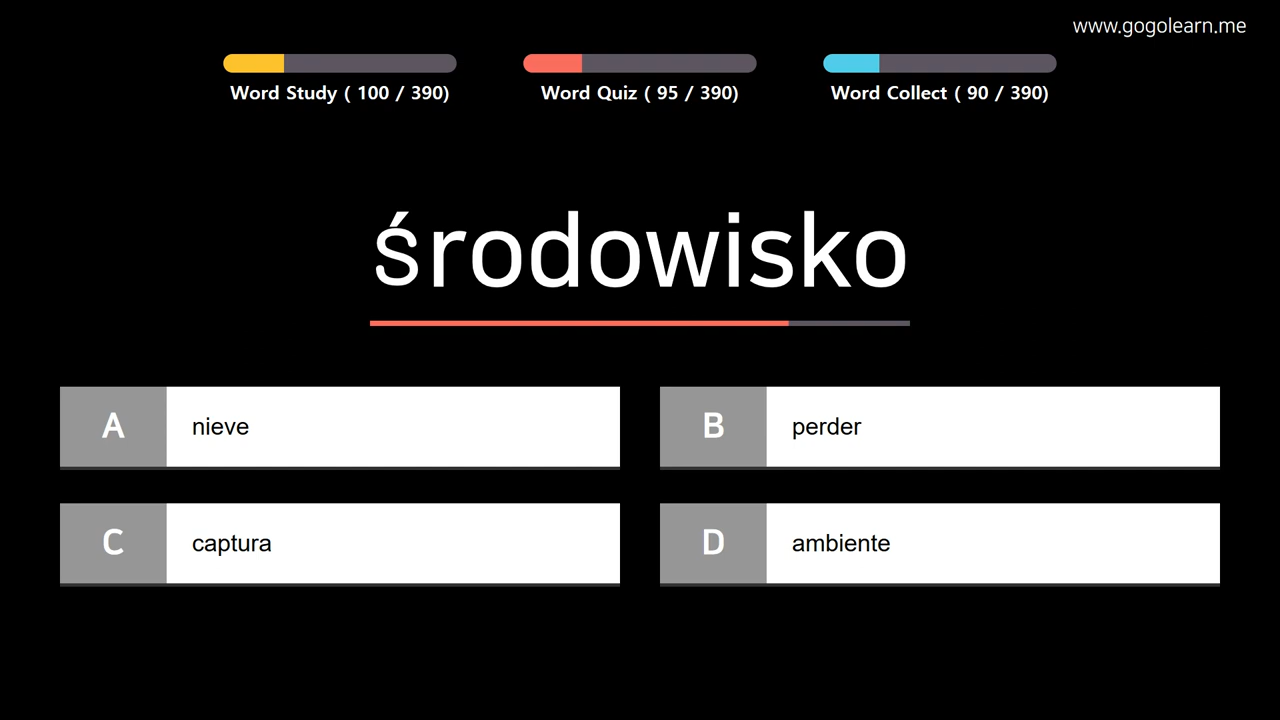 www.gogolearn.me
Word Study ( 100 / 390)
Word Quiz ( 95 / 390)
Word Collect ( 90 / 390)
środowisko
A nieve
B perder
C captura
D ambiente